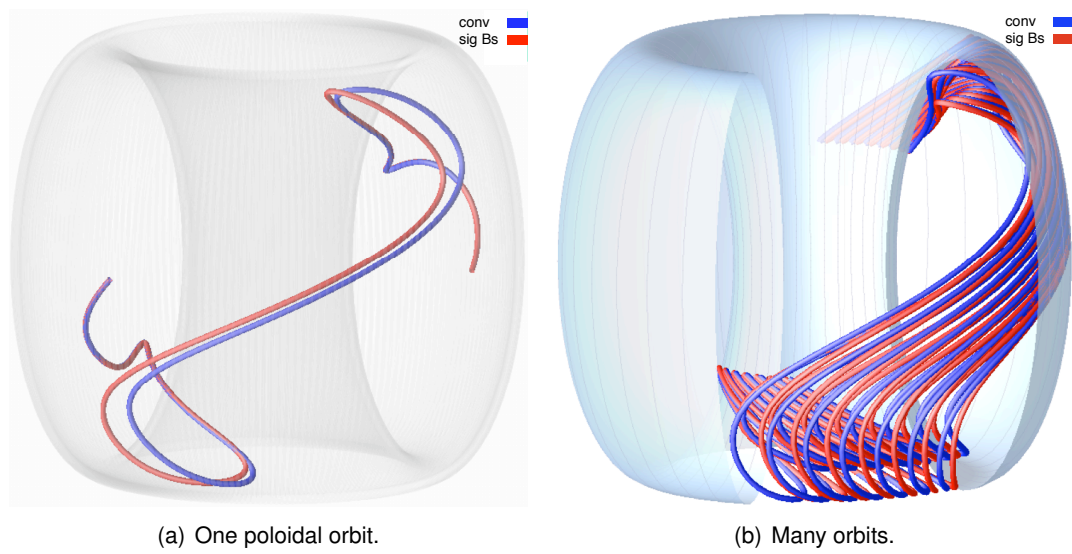 conv
sig Bs
conv
sig Bs
(a) One poloidal orbit.
(b) Many orbits.